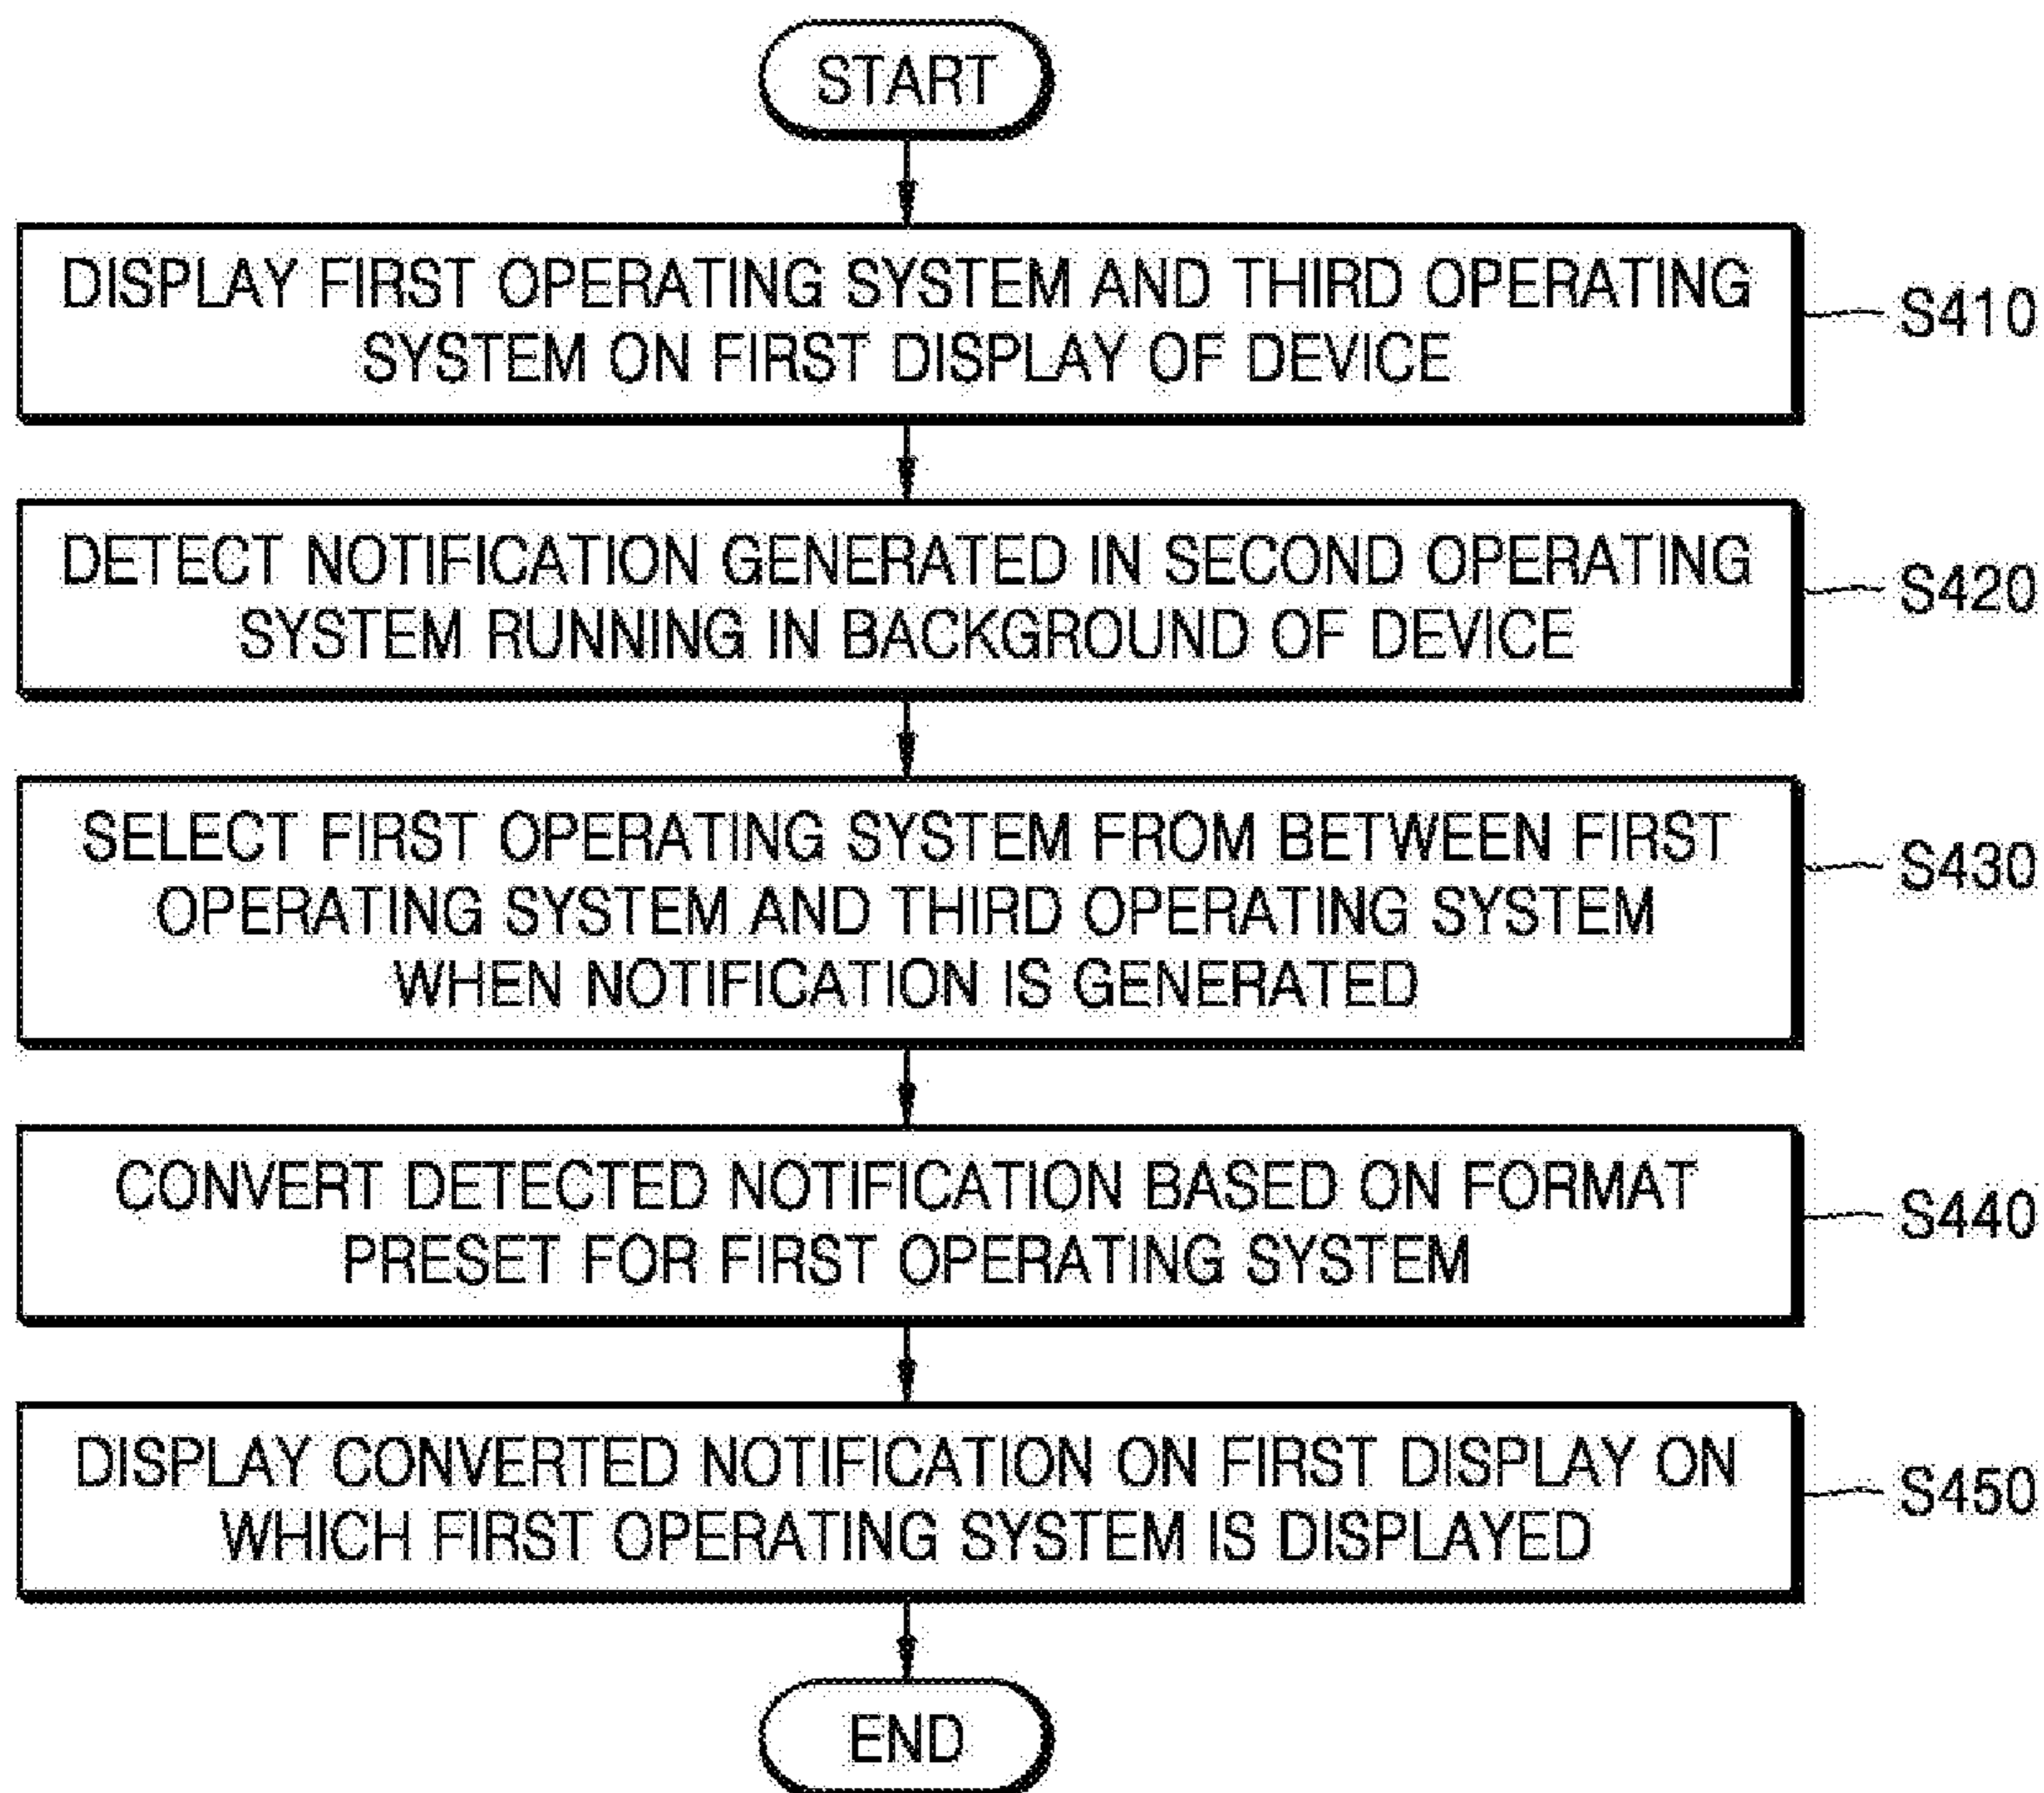 START
DISPLAY FIRST OPERATING SYSTEM AND THIRD OPERATING
SYSTEM ON FIRST DISPLAY OF DEVICE
S410
DETECT NOTIFICATION GENERATED IN SECOND OPERATING
SYSTEM RUNNING IN BACKGROUND OF DEVICE
S420
SELECT FIRST OPERATING SYSTEM FROM BETWEEN FIRST
OPERATING SYSTEM AND THIRD OPERATING SYSTEM
WHEN NOTIFICATION IS GENERATED
S430
CONVERT DETECTED NOTIFICATION BASED ON FORMAT
PRESET FOR FIRST OPERATING SYSTEM
S440
DISPLAY CONVERTED NOTIFICATION ON FIRST DISPLAY ON
WHICH FIRST OPERATING SYSTEM IS DISPLAYED
S450
END